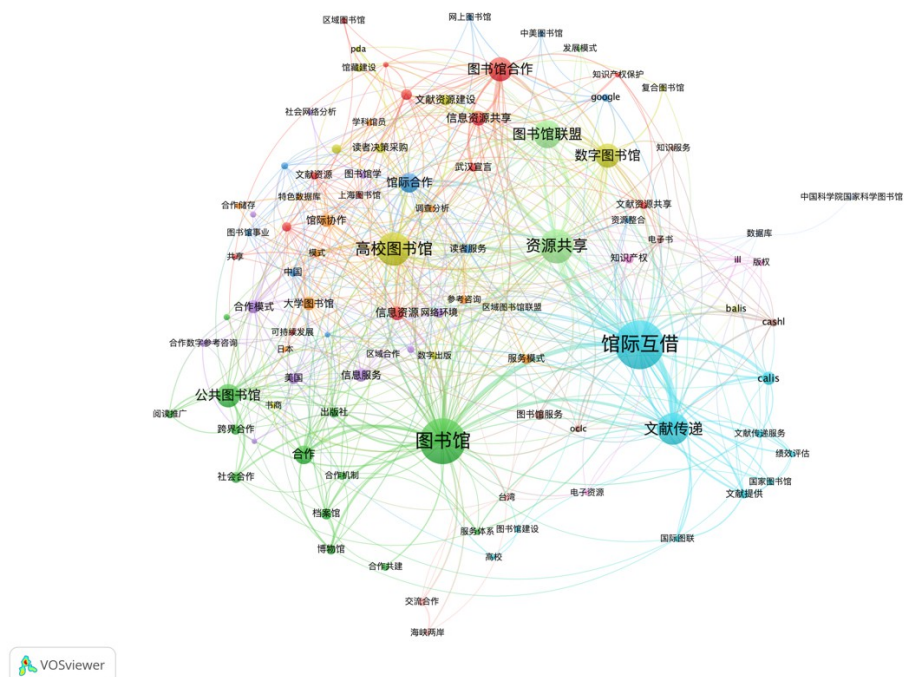 区域图书馆
网上图书馆
中美图书馆
发展模式
pda
馆藏建设
图书馆合作
知识产权保护
复合图书馆
google
文献资源建设
社会网络分析
学科馆员
信息资源共享
图书馆联盟
知识服务
读者决策采购
数字图书馆
武汉宣言
文献资源
图书馆学
馆际合作
特色数据库
上海图书馆
中国科学院国家科学图书馆
合作储存
调查分析
文献资源共享
馆际协作
资源整合
图书馆事业
数据库
电子书
共享
模式
高校图书馆
读者服务
资源共享
知识产权
ill
版权
中国
参考咨询
合作模式
大学图书馆
信息资源
网络环境
区域图书馆联盟
balis
cashl
可持续发展
合作数字参考咨询
日本
区域合作
数字出版
服务模式
馆际互借
美国
信息服务
calis
公共图书馆
书商
阅读推广
出版社
图书馆服务
跨界合作
oclc
文献传递
文献传递服务
图书馆
合作
绩效评估
社会合作
合作机制
国家图书馆
台湾
电子资源
文献提供
档案馆
服务体系
图书馆建设
国际图联
博物馆
高校
合作共建
交流合作
海峡两岸
VOSviewer